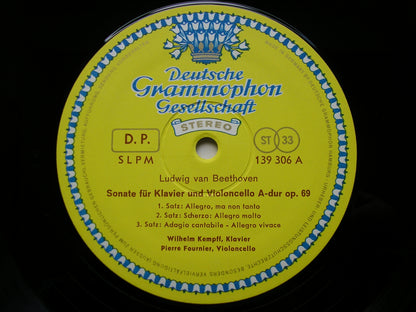 Deutsche
Grammophon
Gesellschaft
STEREO
D. P.
ST 33
SLPM
139 306 A
Ludwig van Beethoven
Sonate für Klavier und Violoncello A-dur op. 69
1. Satz: Allegro, ma non tanto
2. Satz: Scherzo: Allegro molto
3. Satz: Adagio cantabile - Allegro vivace
Wilhelm Kempff, Klavier
Pierre Fournier, Violoncello